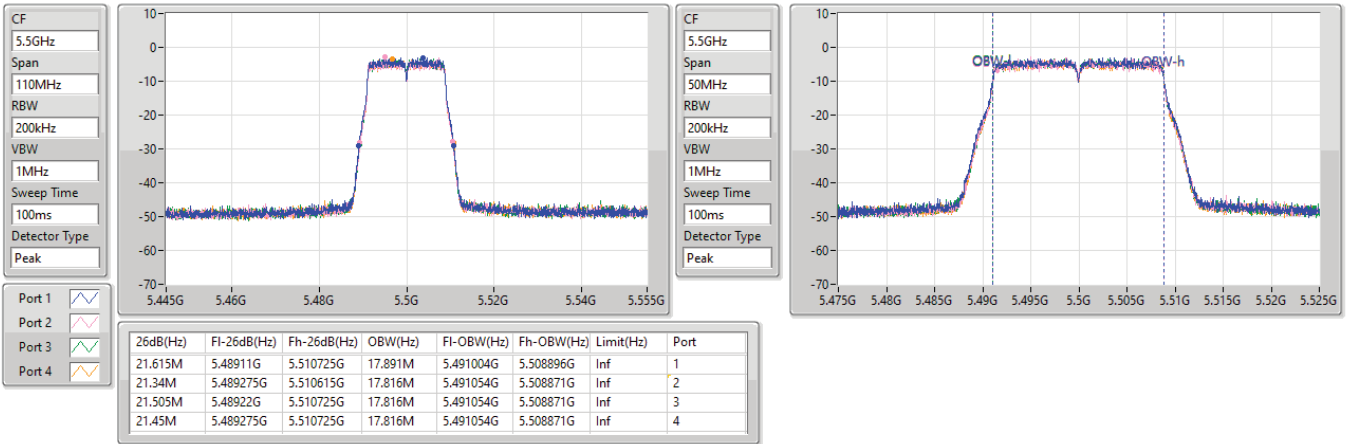 CF
5.5GHz
Span
110MHz
RBW
200kHz
VBW
1MHz
Sweep Time
100ms
Detector Type
Peak
10-
0-
-10-
-20-
-30-
-40-
-50-
-60-
-70-
5.445G 5.46G 5.48G 5.5G 5.52G 5.54G 5.555G
CF
5.5GHz
Span
50MHz
RBW
200kHz
VBW
1MHz
Sweep Time
100ms
Detector Type
Peak
10-
0-
-10-
-20-
-30-
-40-
-50-
-60-
-70-
OBW-l OBW-h
5.475G 5.48G 5.485G 5.49G 5.495G 5.5G 5.505G 5.51G 5.515G 5.52G 5.525G
Port 1
Port 2
Port 3
Port 4
26dB(Hz) Fl-26dB(Hz) Fh-26dB(Hz) OBW(Hz) Fl-OBW(Hz) Fh-OBW(Hz) Limit(Hz) Port
21.615M 5.48911G 5.510725G 17.891M 5.491004G 5.508896G Inf 1
21.34M 5.489275G 5.510615G 17.816M 5.491054G 5.508871G Inf 2
21.505M 5.48922G 5.510725G 17.816M 5.491054G 5.508871G Inf 3
21.45M 5.489275G 5.510725G 17.816M 5.491054G 5.508871G Inf 4